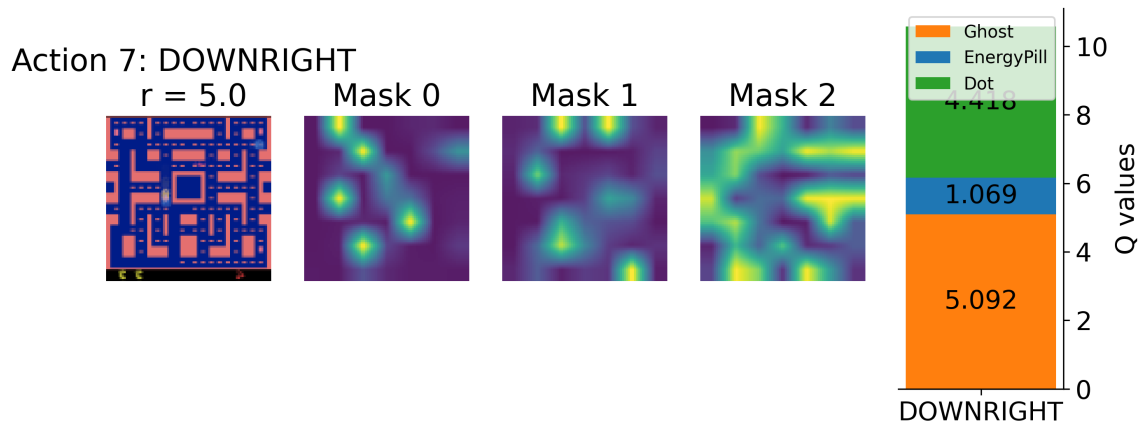 Action 7: DOWNRIGHT
r = 5.0
Mask 0
Mask 1
Mask 2
Ghost
EnergyPill
Dot
4.418
1.069
5.092
10
8
6
4
2
0
Q values
DOWNRIGHT